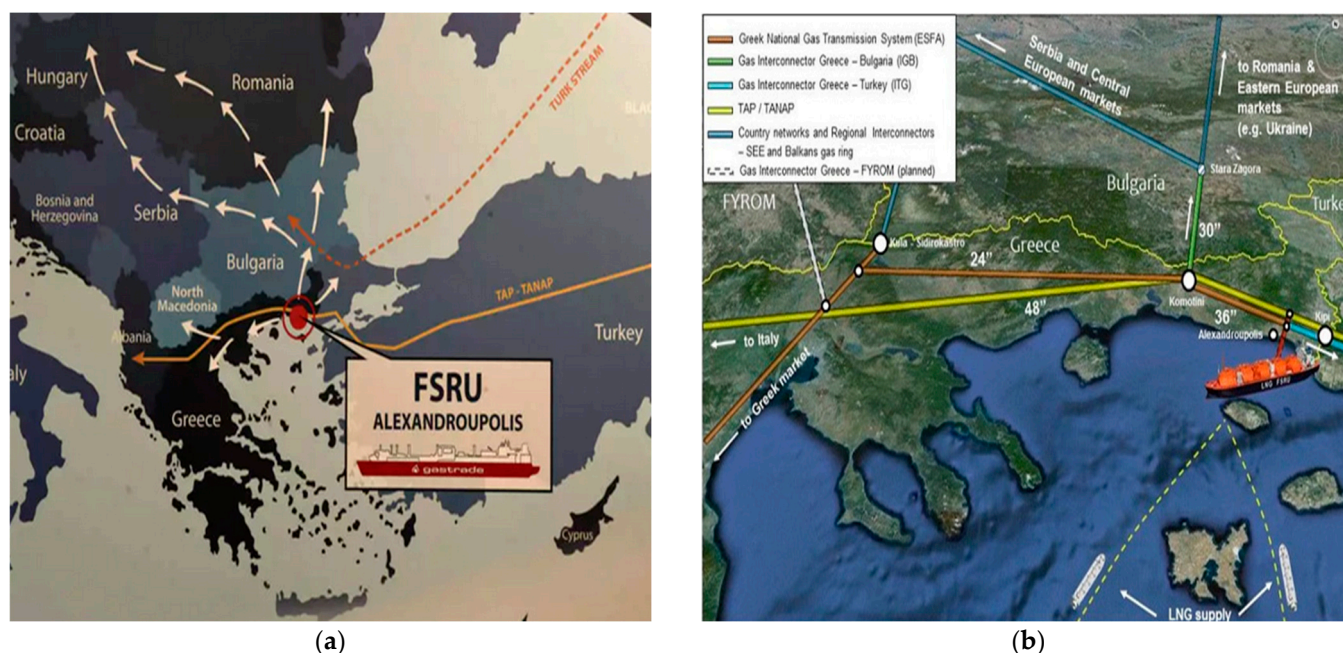 Hungary
Romania
TURK STREAM
BLAC
Croatia
Bosnia and
Herzegovina
Serbia
Bulgaria
North
Macedonia
TAP - TANAP
Albania
Turkey
aly
FSRU
ALEXANDROUPOLIS
gastrade
Greece
Cyprus
(a)
Greek National Gas Transmission System (ESFA)
Gas Interconnector Greece – Bulgaria (IGB)
Gas Interconnector Greece – Turkey (ITG)
TAP / TANAP
Country networks and Regional Interconnectors
– SEE and Balkans gas ring
Gas Interconnector Greece – FYROM (planned)
Serbia and Central
European markets
to Romania &
Eastern European
markets
(e.g. Ukraine)
Stara Zagora
Bulgaria
Turke
FYROM
30"
Kula - Sidirokastro
Greece
24"
Komotini
48"
36"
Kipi
Alexandroupolis
to Italy
LNG FSRU
to Greek market
LNG supply
(b)